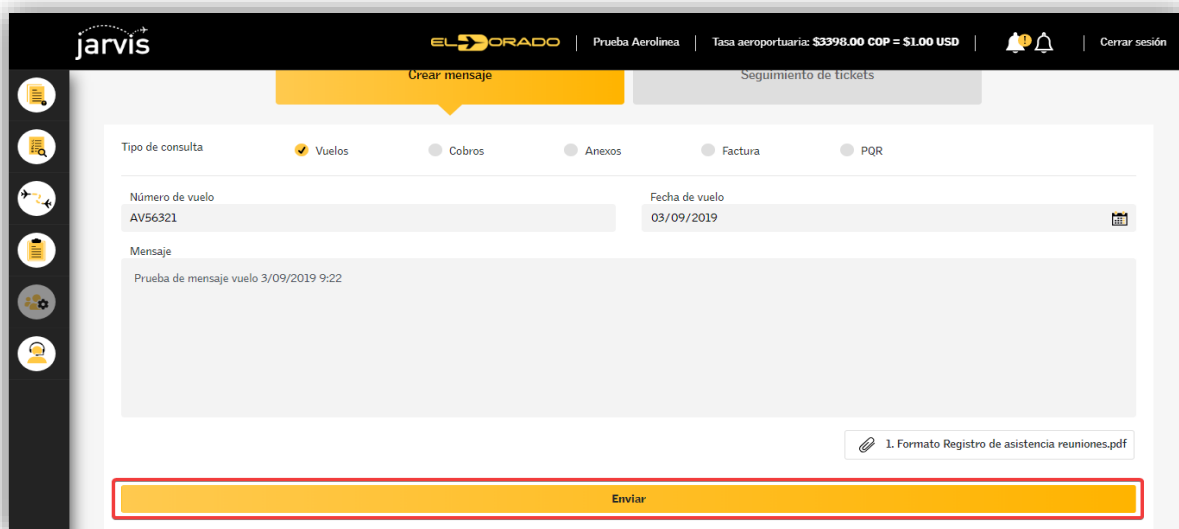 jarvis
EL DORADO | Prueba Aerolinea | Tasa aeroportuaria: $3398.00 COP = $1.00 USD | Cerrar sesión
Crear mensaje
Seguimiento de tickets
Tipo de consulta
Vuelos
Cobros
Anexos
Factura
PQR
Número de vuelo
Fecha de vuelo
AV56321
03/09/2019
Mensaje
Prueba de mensaje vuelo 3/09/2019 9:22
1. Formato Registro de asistencia reuniones.pdf
Enviar